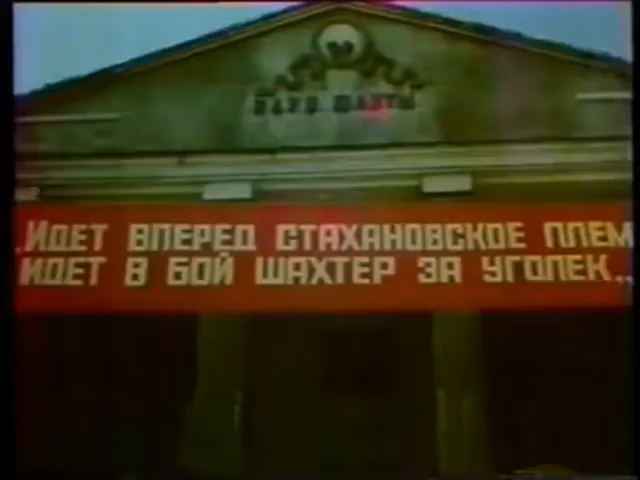 „ИДЕТ ВПЕРЕД СТАХАНОВСКОЕ ПЛЕМ
ИДЕТ В БОЙ ШАХТЕР ЗА УГОЛЕК„